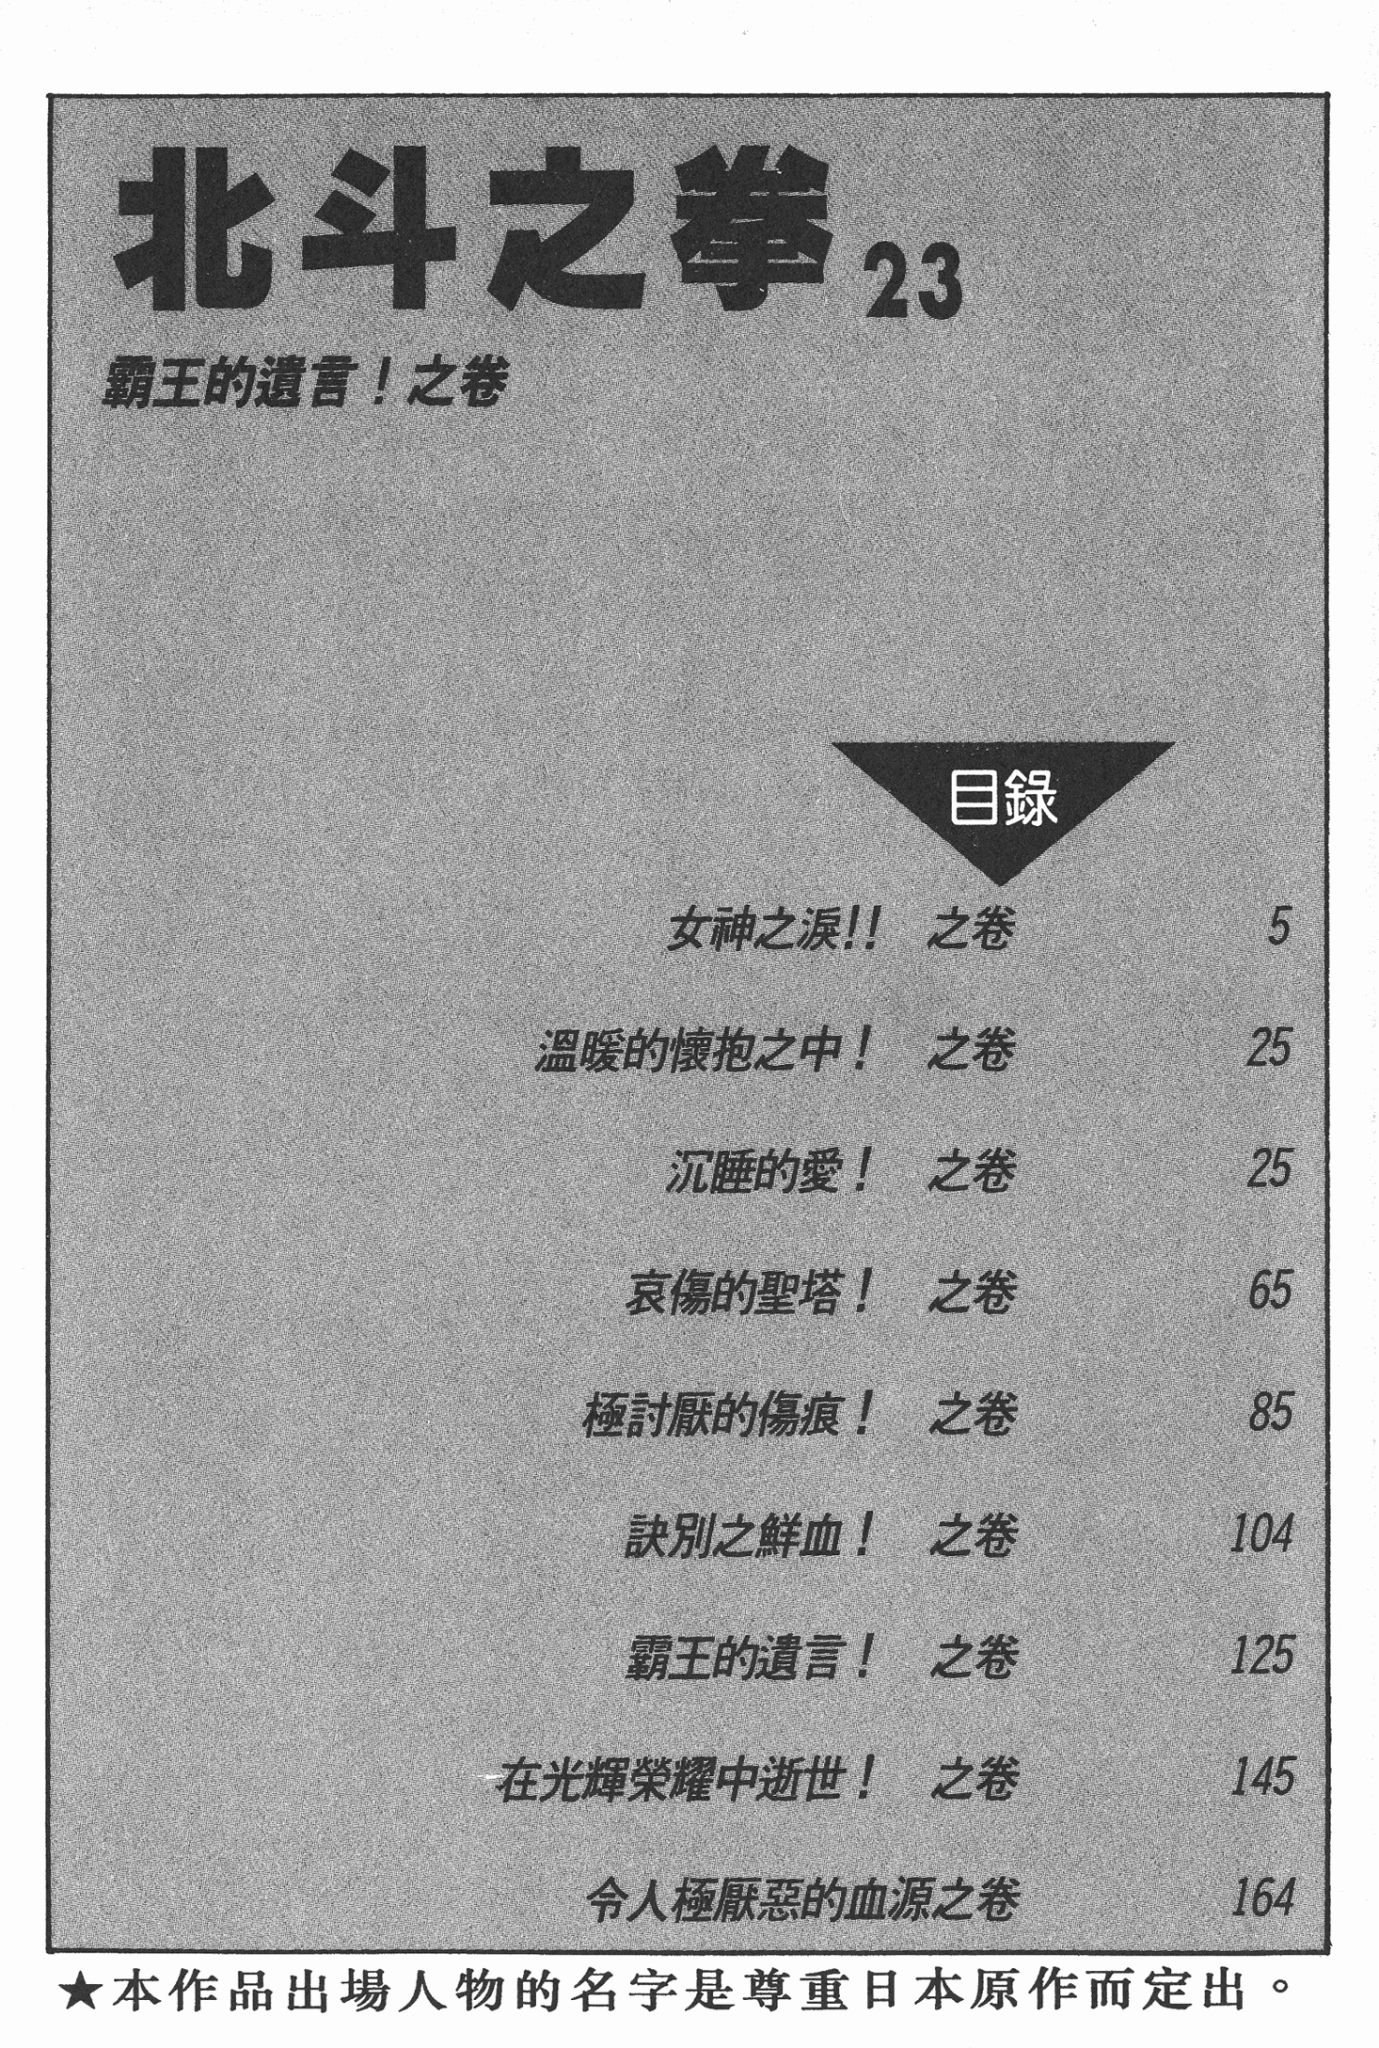 北斗之拳 23
霸王的遺言！之卷
目錄
女神之淚!! 之卷 5
溫暖的懷抱之中！ 之卷 25
沉睡的愛！ 之卷 25
哀傷的聖塔！ 之卷 65
極討厭的傷痕！ 之卷 85
訣別之鮮血！ 之卷 104
霸王的遺言！ 之卷 125
在光輝榮耀中逝世！ 之卷 145
令人極厭惡的血源之卷 164
★本作品出場人物的名字是尊重日本原作而定出。